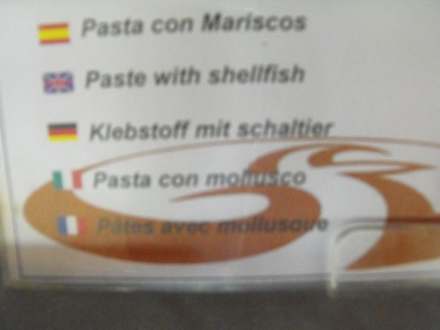 Pasta con Mariscos
Paste with shellfish
Klebstoff mit schaltier
Pasta con mollusco
Pâtes avec mollusque